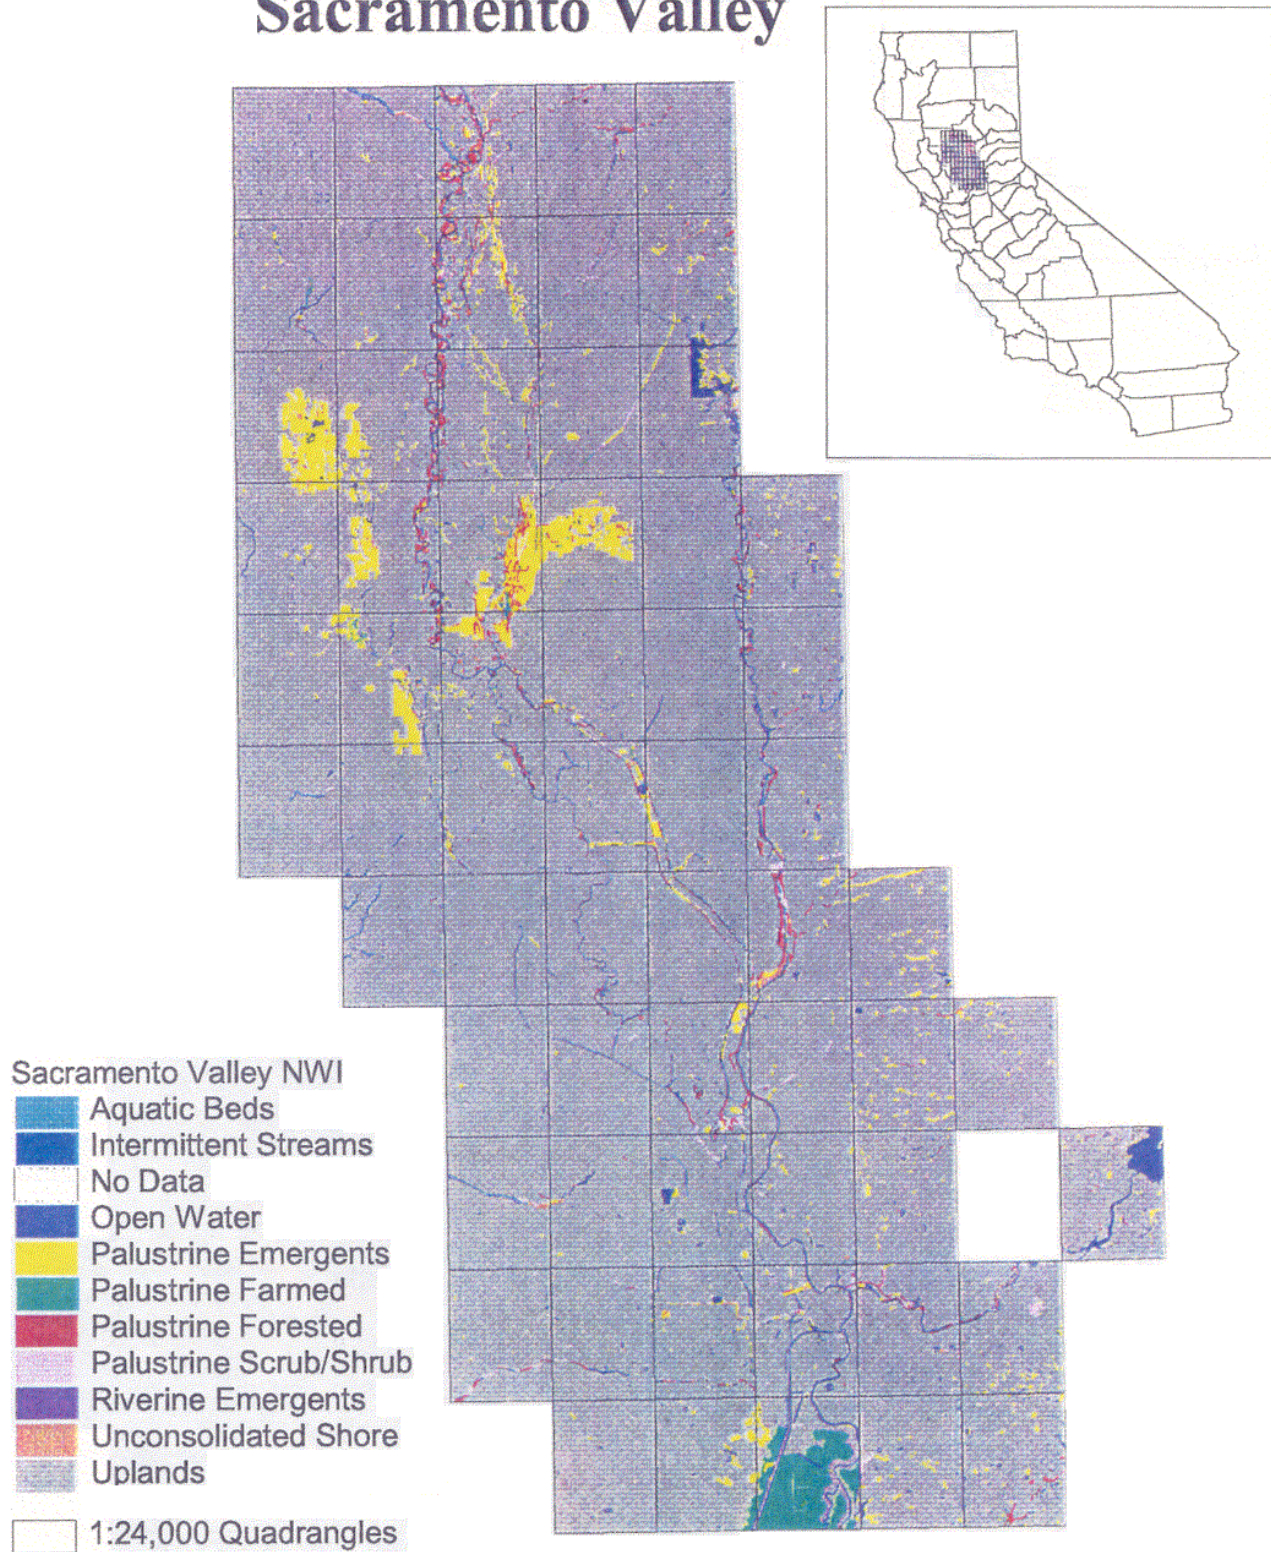 Sacramento Valley
Sacramento Valley NWI
Aquatic Beds
Intermittent Streams
No Data
Open Water
Palustrine Emergents
Palustrine Farmed
Palustrine Forested
Palustrine Scrub/Shrub
Riverine Emergents
Unconsolidated Shore
Uplands
1:24,000 Quadrangles